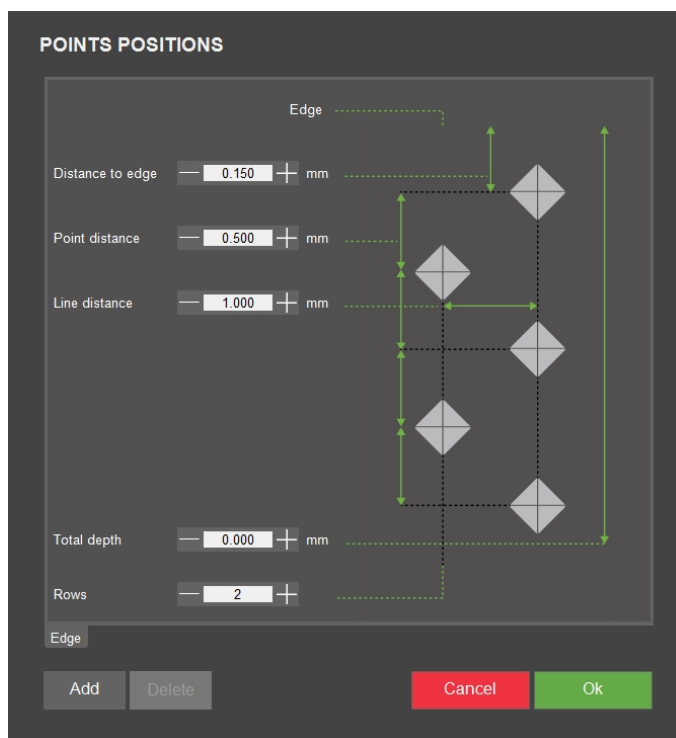 POINTS POSITIONS
Edge
Distance to edge 0.150 mm
Point distance 0.500 mm
Line distance 1.000 mm
Total depth 0.000 mm
Rows 2
Edge
Add Delete Cancel Ok